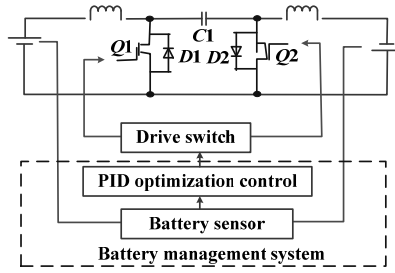 C1
Q1
D1
D2
Q2
Drive switch
PID optimization control
Battery sensor
Battery management system